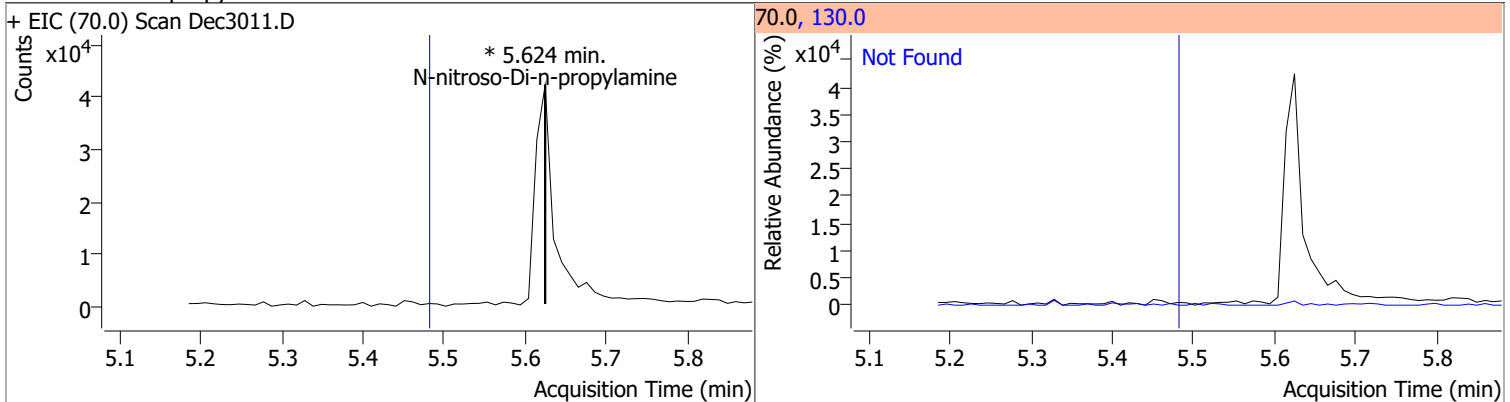 + EIC (70.0) Scan Dec3011.D
Counts
x10⁴
* 5.624 min.
N-nitroso-Di-n-propylamine
4
3
2
1
0
5.1 5.2 5.3 5.4 5.5 5.6 5.7 5.8
Acquisition Time (min)
70.0, 130.0
Relative Abundance (%)
x10⁴
Not Found
4
3.5
3
2.5
2
1.5
1
0.5
0
5.1 5.2 5.3 5.4 5.5 5.6 5.7 5.8
Acquisition Time (min)